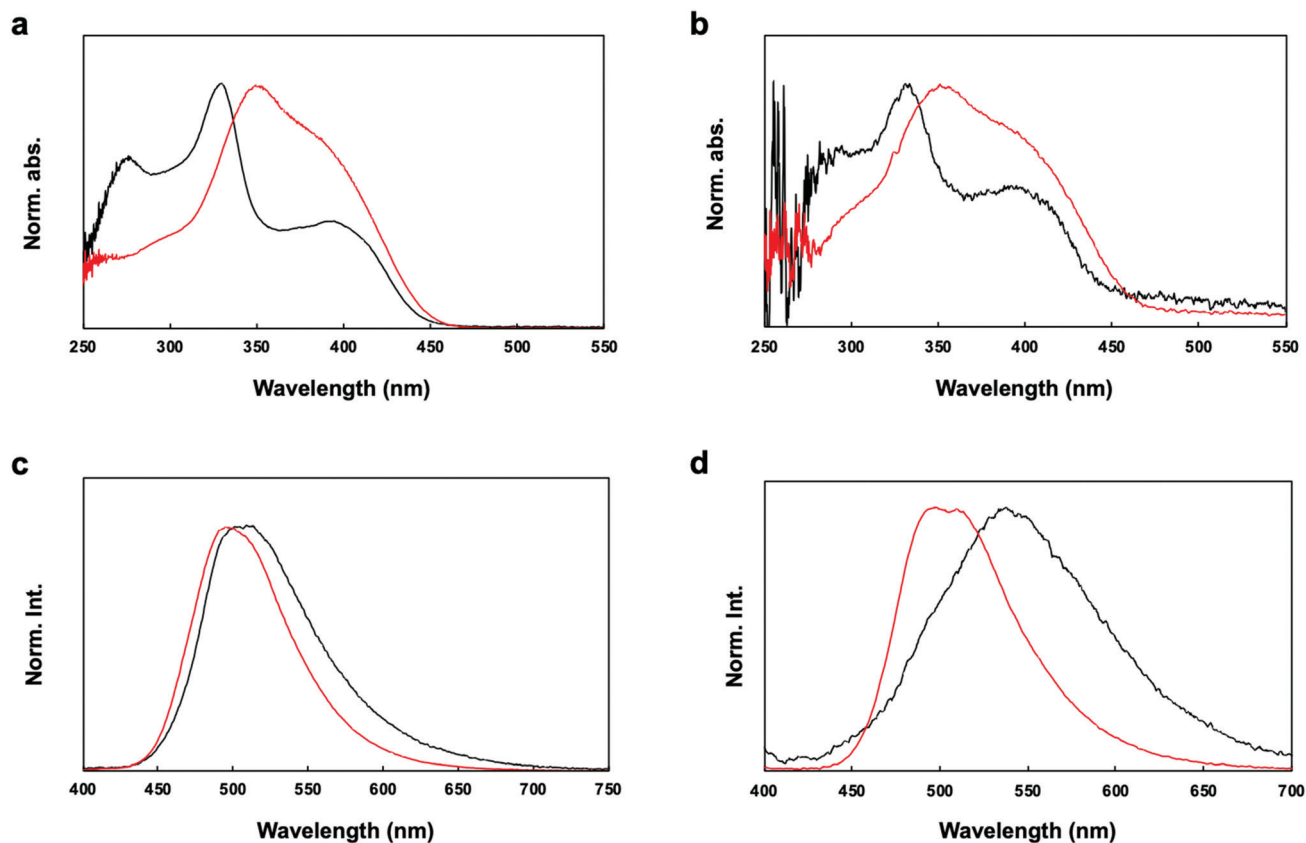 a
b
Norm. abs.
Norm. abs.
250 300 350 400 450 500 550
250 300 350 400 450 500 550
Wavelength (nm)
Wavelength (nm)
c
d
Norm. Int.
Norm. Int.
400 450 500 550 600 650 700 750
400 450 500 550 600 650 700
Wavelength (nm)
Wavelength (nm)